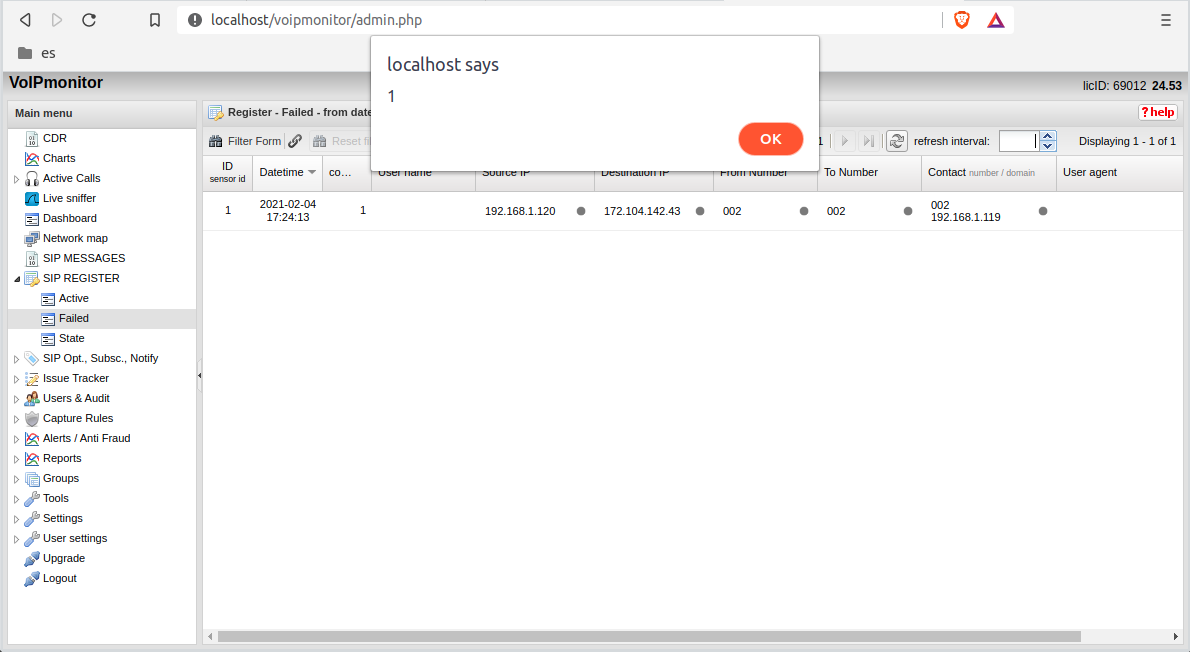 localhost/voipmonitor/admin.php
es
localhost says
1
OK
VoIPmonitor
licID: 69012 24.53
Main menu
CDR
Charts
Active Calls
Live sniffer
Dashboard
Network map
SIP MESSAGES
SIP REGISTER
Active
Failed
State
SIP Opt., Subsc., Notify
Issue Tracker
Users & Audit
Capture Rules
Alerts / Anti Fraud
Reports
Groups
Tools
Settings
User settings
Upgrade
Logout
Register - Failed - from date
? help
Filter Form Reset fi 1 refresh interval: Displaying 1 - 1 of 1
ID sensor id Datetime co... User name Source IP Destination IP From Number To Number Contact number / domain User agent
1 2021-02-04 17:24:13 1 192.168.1.120 172.104.142.43 002 002 002 192.168.1.119